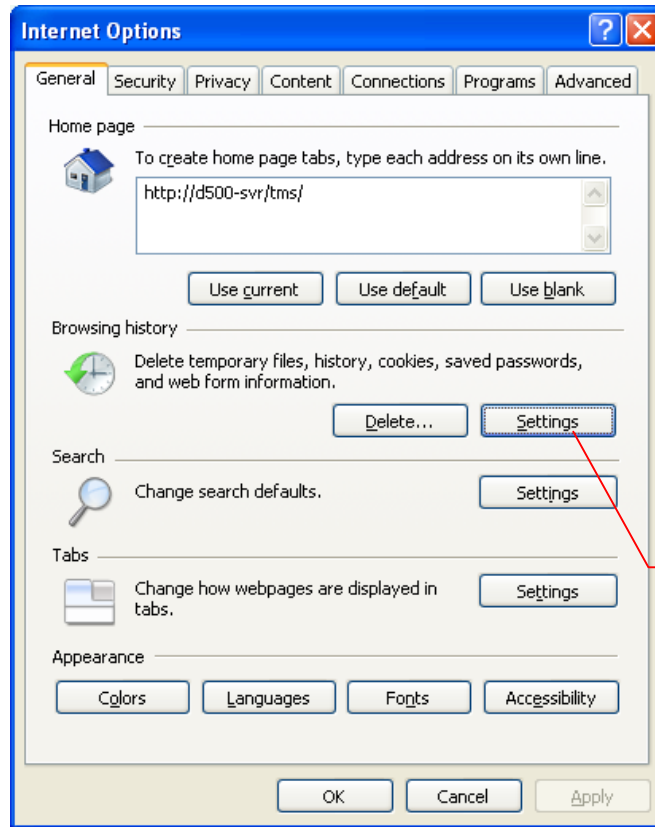 Internet Options
General Security Privacy Content Connections Programs Advanced
Home page
To create home page tabs, type each address on its own line.
http://d500-svr/tms/
Use current Use default Use blank
Browsing history
Delete temporary files, history, cookies, saved passwords,
and web form information.
Delete... Settings
Search
Change search defaults.
Settings
Tabs
Change how webpages are displayed in
tabs.
Settings
Appearance
Colors Languages Fonts Accessibility
OK Cancel Apply